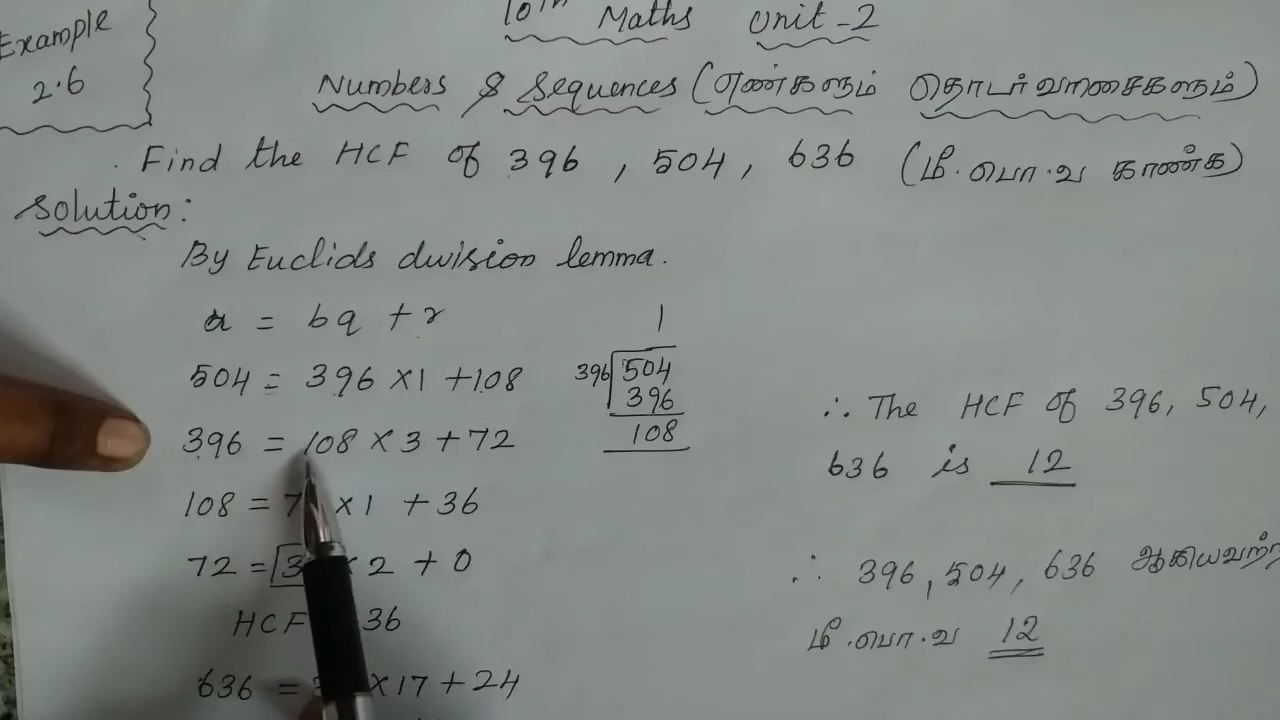 Example
2.6
10th Maths Unit-2
Numbers & Sequences (எண்களும் தொடர்வரிசைகளும்)
Find the HCF of 396, 504, 636 (மீ.பொ.வ காண்க)
Solution:
By Euclids division lemma.
a = bq + r
504 = 396 × 1 + 108
396 = 108 × 3 + 72
108 = 7 × 1 + 36
72 = 3 × 2 + 0
HCF 36
636 = × 17 + 24
1
396 504
396
108
∴ The HCF of 396, 504,
636 is 12
∴ 396, 504, 636
மீ.பொ.வ 12